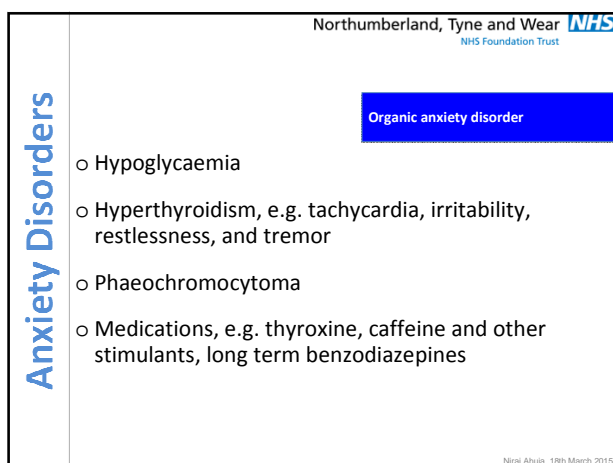 Northumberland, Tyne and Wear NHS
NHS Foundation Trust
Anxiety Disorders
Organic anxiety disorder
o Hypoglycaemia
o Hyperthyroidism, e.g. tachycardia, irritability,
restlessness, and tremor
o Phaeochromocytoma
o Medications, e.g. thyroxine, caffeine and other
stimulants, long term benzodiazepines
Niraj Ahuja, 18th March 2015